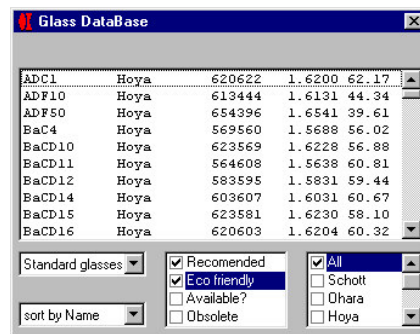 Glass DataBase
ADC1 Hoya 620622 1.6200 62.17
ADF10 Hoya 613444 1.6131 44.34
ADF50 Hoya 654396 1.6541 39.61
BaC4 Hoya 569560 1.5688 56.02
BaCD10 Hoya 623569 1.6228 56.88
BaCD11 Hoya 564608 1.5638 60.81
BaCD12 Hoya 583595 1.5831 59.44
BaCD14 Hoya 603607 1.6031 60.67
BaCD15 Hoya 623581 1.6230 58.10
BaCD16 Hoya 620603 1.6204 60.32
Standard glasses
sort by Name
Recomended
Eco friendly
Available?
Obsolete
All
Schott
Ohara
Hoya